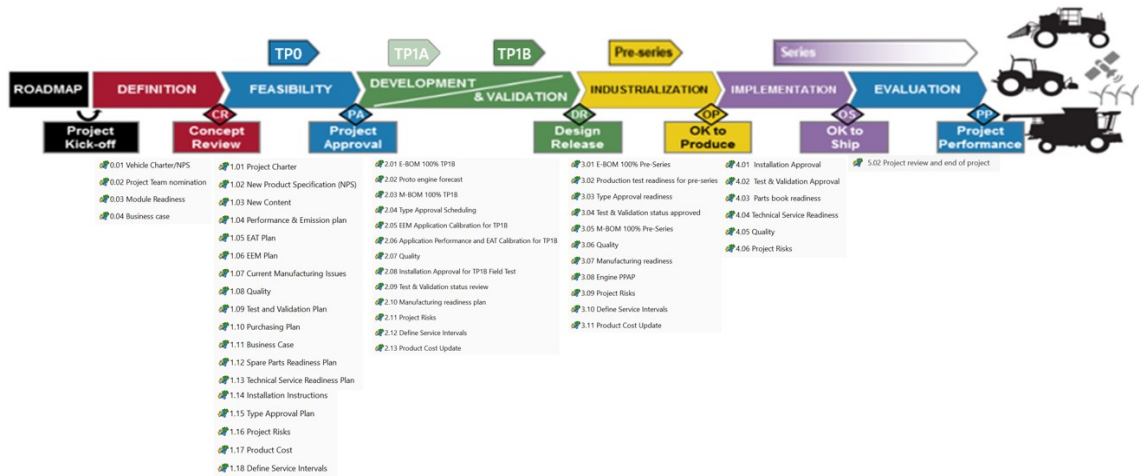 TP0
TP1A
TP1B
Pre-series
Series
ROADMAP
DEFINITION
FEASIBILITY
DEVELOPMENT
& VALIDATION
INDUSTRIALIZATION
IMPLEMENTATION
EVALUATION
CR
PA
DR
OP
OS
PP
Project
Kick-off
Concept
Review
Project
Approval
Design
Release
OK to
Produce
OK to
Ship
Project
Performance
0.01 Vehicle Charter/NPS
0.02 Project Team nomination
0.03 Module Readiness
0.04 Business case
1.01 Project Charter
1.02 New Product Specification (NPS)
1.03 New Content
1.04 Performance & Emission plan
1.05 EAT Plan
1.06 EEM Plan
1.07 Current Manufacturing Issues
1.08 Quality
1.09 Test and Validation Plan
1.10 Purchasing Plan
1.11 Business Case
1.12 Spare Parts Readiness Plan
1.13 Technical Service Readiness Plan
1.14 Installation Instructions
1.15 Type Approval Plan
1.16 Project Risks
1.17 Product Cost
1.18 Define Service Intervals
2.01 E-BOM 100% TP1B
2.02 Proto engine forecast
2.03 M-BOM 100% TP1B
2.04 Type Approval Scheduling
2.05 EEM Application Calibration for TP1B
2.06 Application Performance and EAT Calibration for TP1B
2.07 Quality
2.08 Installation Approval for TP1B Field Test
2.09 Test & Validation status review
2.10 Manufacturing readiness plan
2.11 Project Risks
2.12 Define Service Intervals
2.13 Product Cost Update
3.01 E-BOM 100% Pre-Series
3.02 Production test readiness for pre-series
3.03 Type Approval readiness
3.04 Test & Validation status approved
3.05 M-BOM 100% Pre-Series
3.06 Quality
3.07 Manufacturing readiness
3.08 Engine PPAP
3.09 Project Risks
3.10 Define Service Intervals
3.11 Product Cost Update
4.01 Installation Approval
4.02 Test & Validation Approval
4.03 Parts book readiness
4.04 Technical Service Readiness
4.05 Quality
4.06 Project Risks
5.02 Project review and end of project